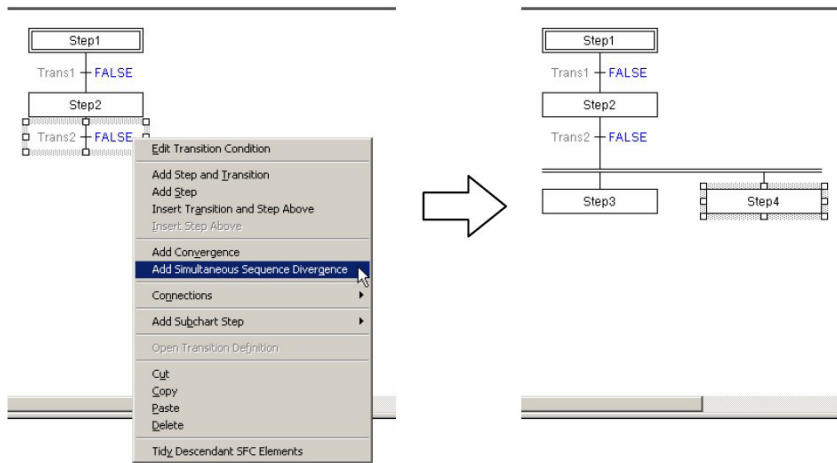 Step1
Trans1 FALSE
Step2
Trans2 FALSE
Edit Transition Condition
Add Step and Transition
Add Step
Insert Transition and Step Above
Insert Step Above
Add Convergence
Add Simultaneous Sequence Divergence
Connections
Add Subchart Step
Open Transition Definition
Cut
Copy
Paste
Delete
Tidy Descendant SFC Elements
Step1
Trans1 FALSE
Step2
Trans2 FALSE
Step3 Step4